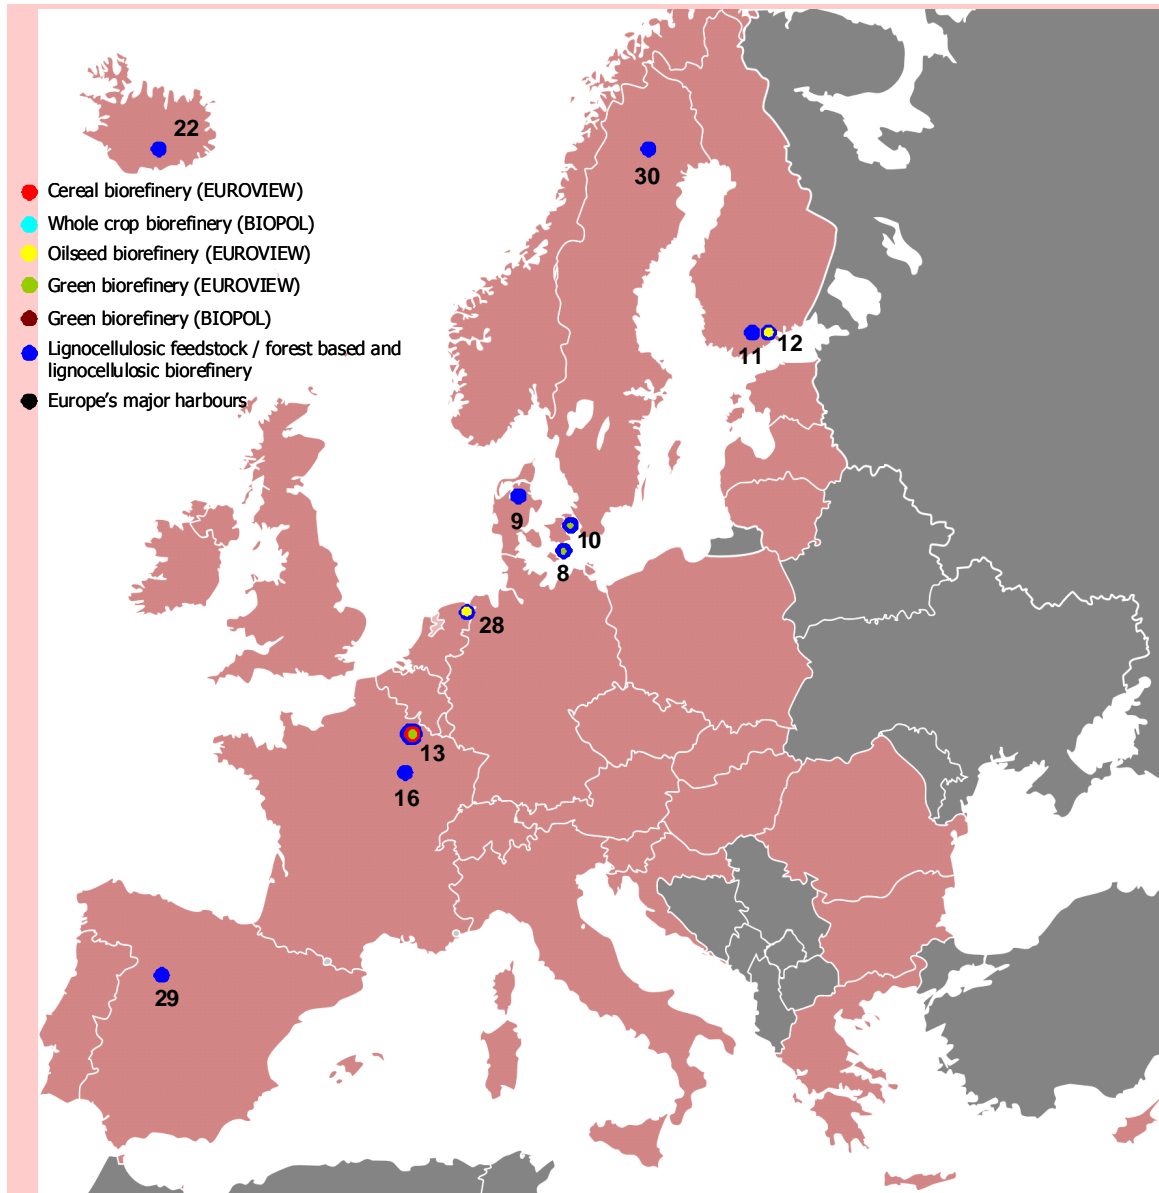 22
30
Cereal biorefinery (EUROVIEW)
Whole crop biorefinery (BIOPOL)
Oilseed biorefinery (EUROVIEW)
Green biorefinery (EUROVIEW)
Green biorefinery (BIOPOL)
Lignocellulosic feedstock / forest based and
lignocellulosic biorefinery
Europe's major harbours
11
12
9
10
8
28
13
16
29